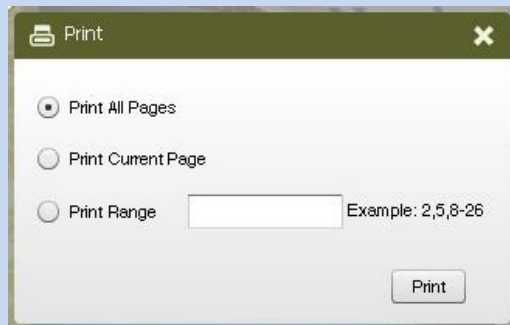 Print
Print All Pages
Print Current Page
Print Range Example: 2,5,8-26
Print